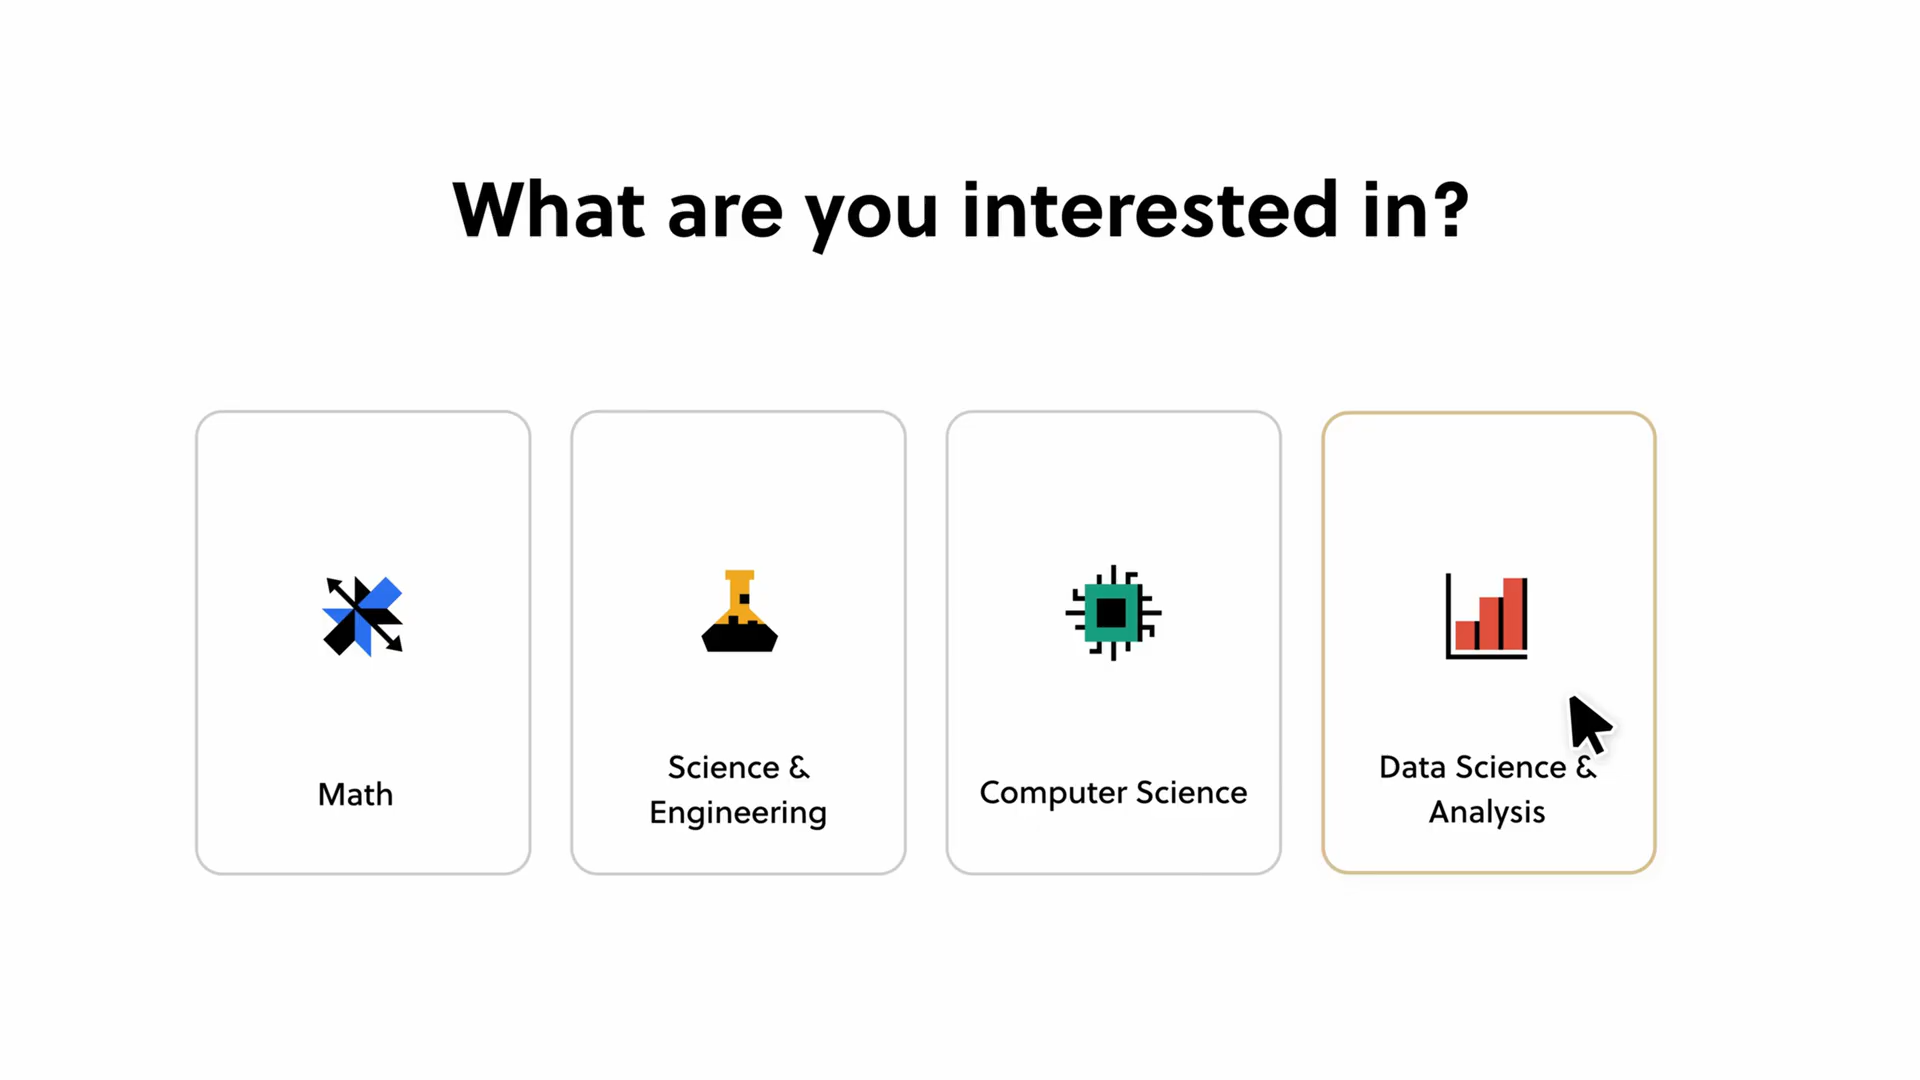 What are you interested in?
Math
Science &
Engineering
Computer Science
Data Science &
Analysis